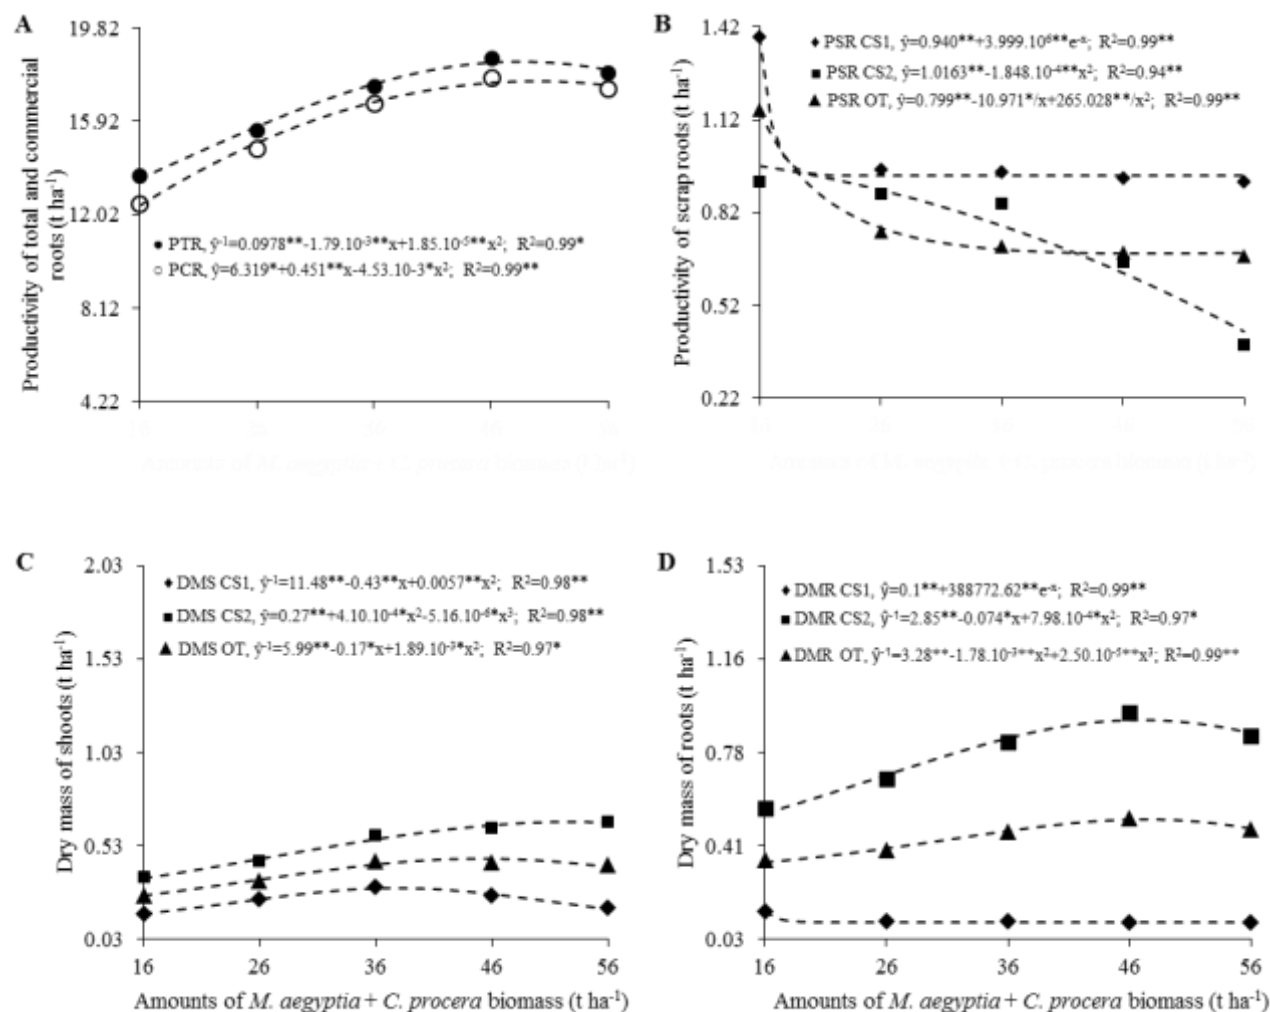 A
19.82
15.92
12.02
8.12
4.22
Productivity of total and commercial
roots (t ha-1)
PTR, ŷ-1=0.0978**-1.79.10-3**x+1.85.10-5**x2; R2=0.99*
PCR, ŷ=6.319*+0.451**x-4.53.10-3*x2; R2=0.99**
B
1.42
1.12
0.82
0.52
0.22
Productivity of scrap roots (t ha-1)
PSR CS1, ŷ=0.940**+3.999.106**e-x; R2=0.99**
PSR CS2, ŷ=1.0163**-1.848.10-4**x2; R2=0.94**
PSR OT, ŷ=0.799**-10.971*/x+265.028**/x2; R2=0.99**
C
2.03
1.53
1.03
0.53
0.03
Dry mass of shoots (t ha-1)
DMS CS1, ŷ-1=11.48**-0.43**x+0.0057**x2; R2=0.98**
DMS CS2, ŷ=0.27**+4.10.10-4*x2-5.16.10-6*x3; R2=0.98**
DMS OT, ŷ-1=5.99**-0.17*x+1.89.10-3*x2; R2=0.97*
16 26 36 46 56
Amounts of M. aegyptia + C. procera biomass (t ha-1)
D
1.53
1.16
0.78
0.41
0.03
Dry mass of roots (t ha-1)
DMR CS1, ŷ=0.1**+388772.62**e-x; R2=0.99**
DMR CS2, ŷ-1=2.85**-0.074*x+7.98.10-4*x2; R2=0.97*
DMR OT, ŷ-1=3.28**-1.78.10-3**x2+2.50.10-5**x3; R2=0.99**
16 26 36 46 56
Amounts of M. aegyptia + C. procera biomass (t ha-1)